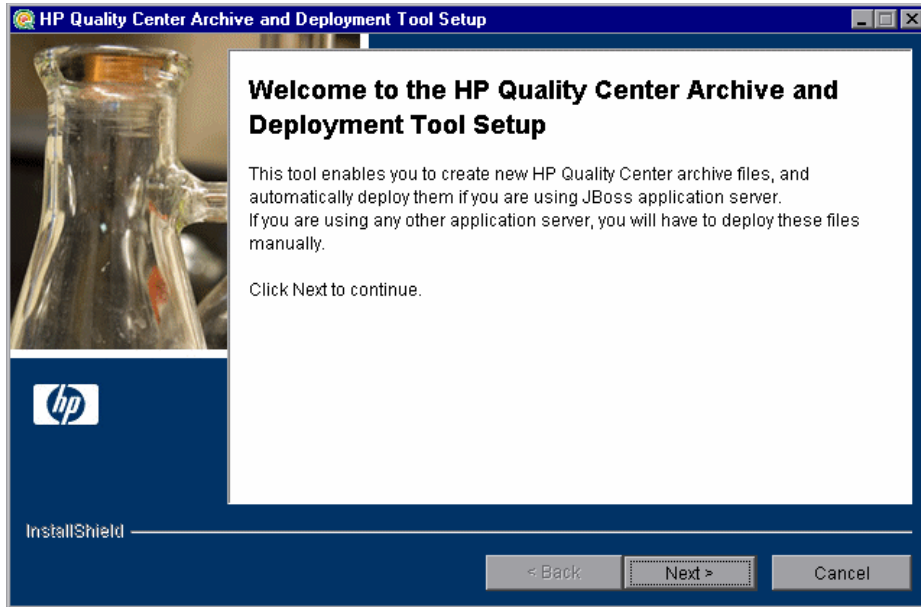 HP Quality Center Archive and Deployment Tool Setup
Welcome to the HP Quality Center Archive and
Deployment Tool Setup
This tool enables you to create new HP Quality Center archive files, and
automatically deploy them if you are using JBoss application server.
If you are using any other application server, you will have to deploy these files
manually.
Click Next to continue.
hp
InstallShield
< Back
Next >
Cancel